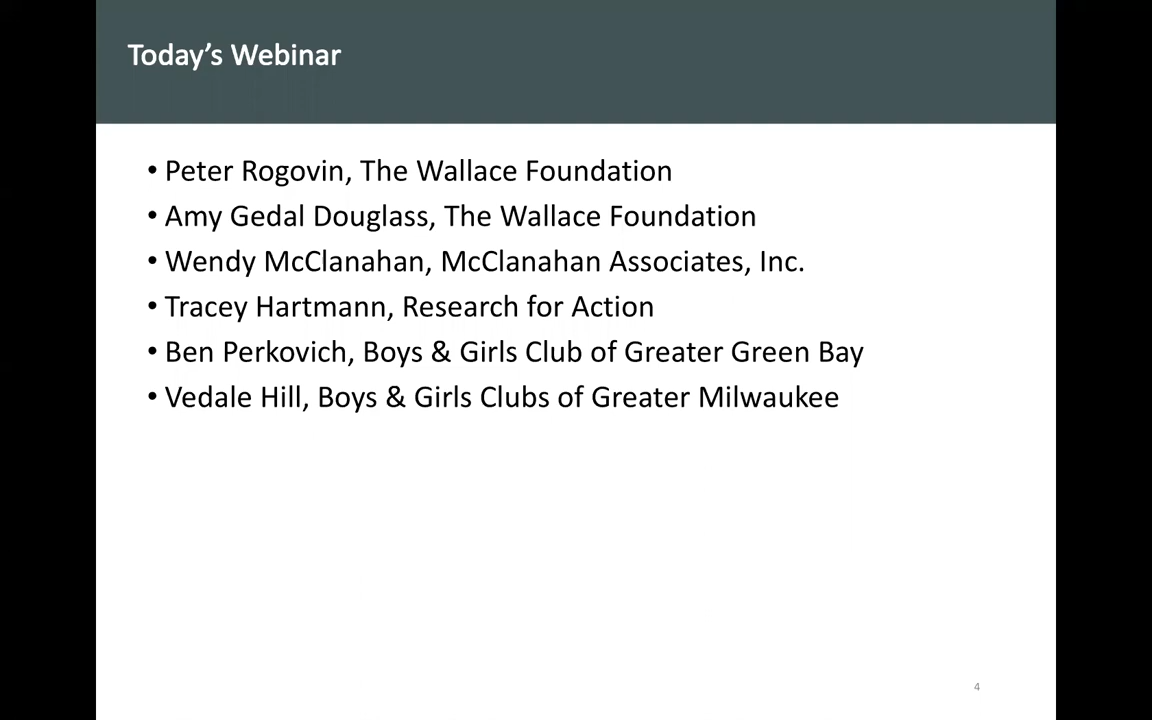 Today’s Webinar
• Peter Rogovin, The Wallace Foundation
• Amy Gedal Douglass, The Wallace Foundation
• Wendy McClanahan, McClanahan Associates, Inc.
• Tracey Hartmann, Research for Action
• Ben Perkovich, Boys & Girls Club of Greater Green Bay
• Vedale Hill, Boys & Girls Clubs of Greater Milwaukee
4